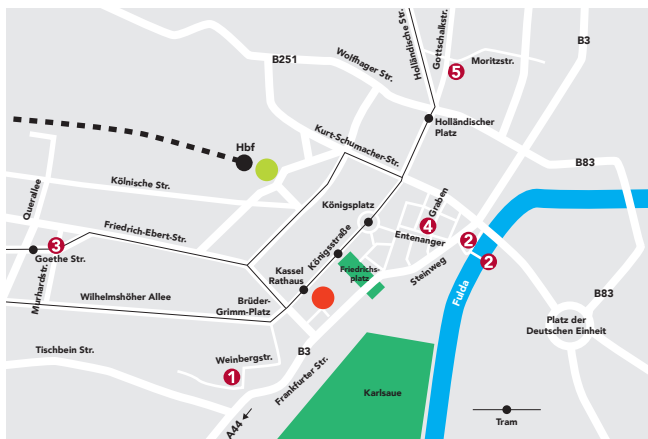 B3
Holländische Str.
Gottschalkstr.
Wolfhager Str.
B251
Moritzstr.
5
Holländischer
Platz
Kurt-Schumacher-Str.
Hbf
B83
Kölnische Str.
Querallee
Königsplatz
Graben
4
Entenanger
2
2
Friedrich-Ebert-Str.
3
Goethe Str.
Königsstraße
Steinweg
Kassel
Rathaus
Friedrichs-
platz
Murhardstr.
Wilhelmshöher Allee
Brüder-
Grimm-Platz
Fulda
B83
Platz der
Deutschen Einheit
Tischbein Str.
Weinbergstr.
1
B3
Frankfurter Str.
Karlsaue
A44
Tram